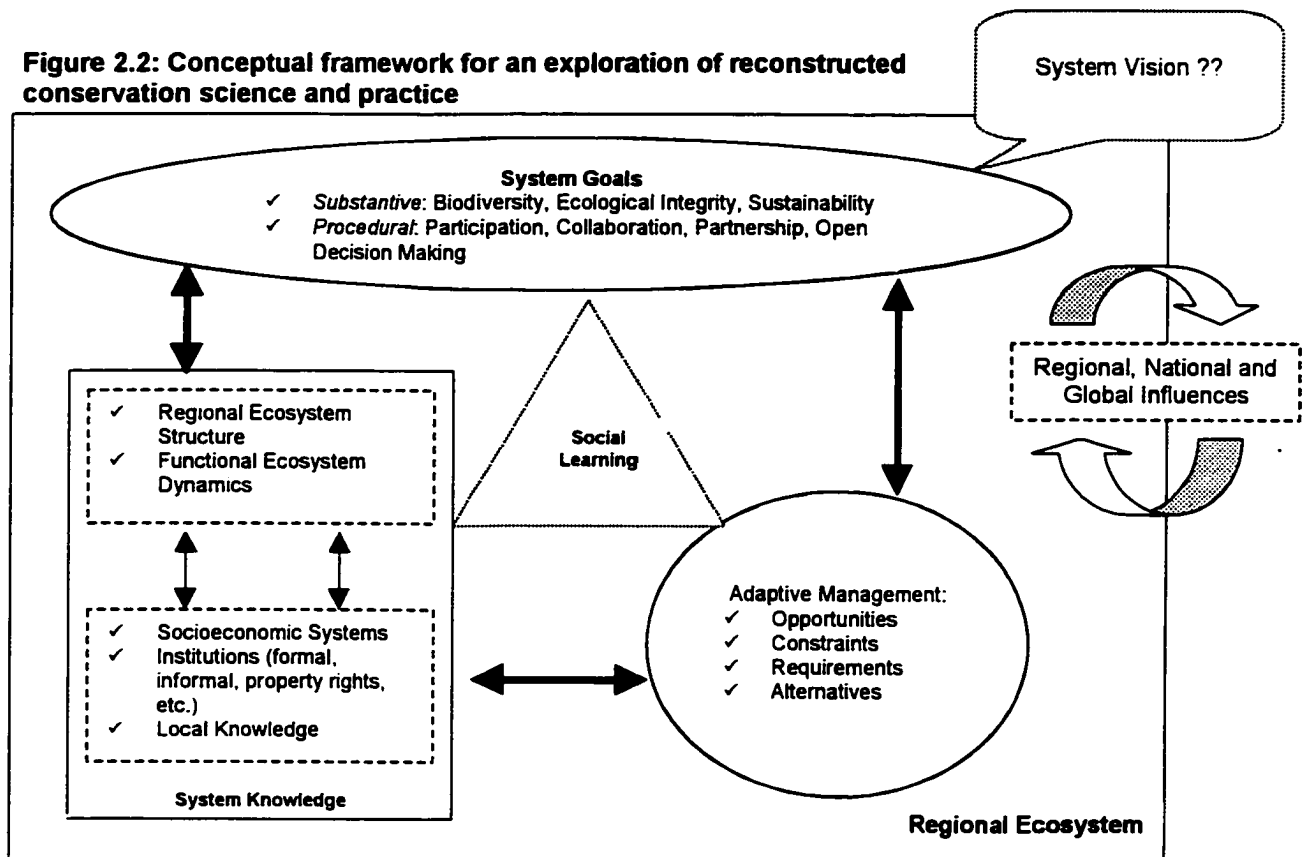 Figure 2.2: Conceptual framework for an exploration of reconstructed
conservation science and practice
System Vision ??
System Goals
✓ Substantive: Biodiversity, Ecological Integrity, Sustainability
✓ Procedural: Participation, Collaboration, Partnership, Open
Decision Making
Regional, National and
Global Influences
✓ Regional Ecosystem
Structure
✓ Functional Ecosystem
Dynamics
Social
Learning
✓ Socioeconomic Systems
✓ Institutions (formal,
informal, property rights,
etc.)
✓ Local Knowledge
System Knowledge
Adaptive Management:
✓ Opportunities
✓ Constraints
✓ Requirements
✓ Alternatives
Regional Ecosystem